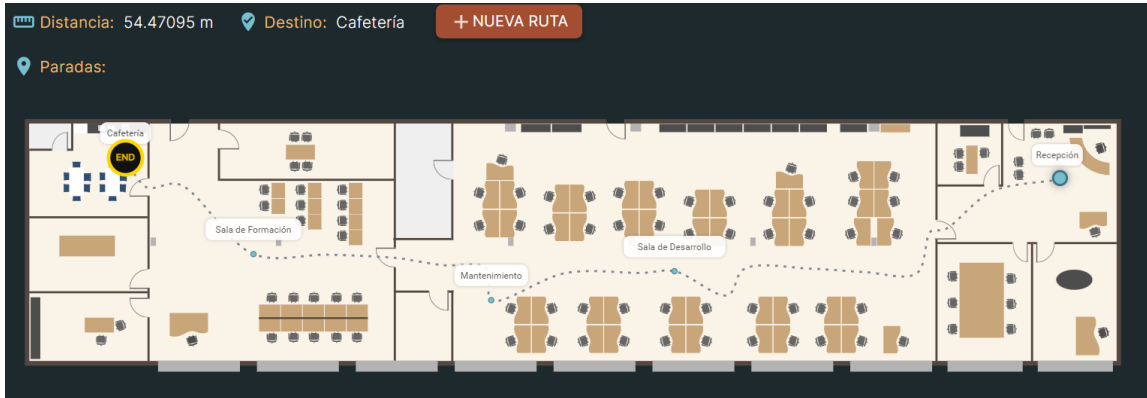 Distancia: 54.47095 m Destino: Cafetería + NUEVA RUTA
Paradas:
Cafetería
END
Recepción
Sala de Formación
Sala de Desarrollo
Mantenimiento